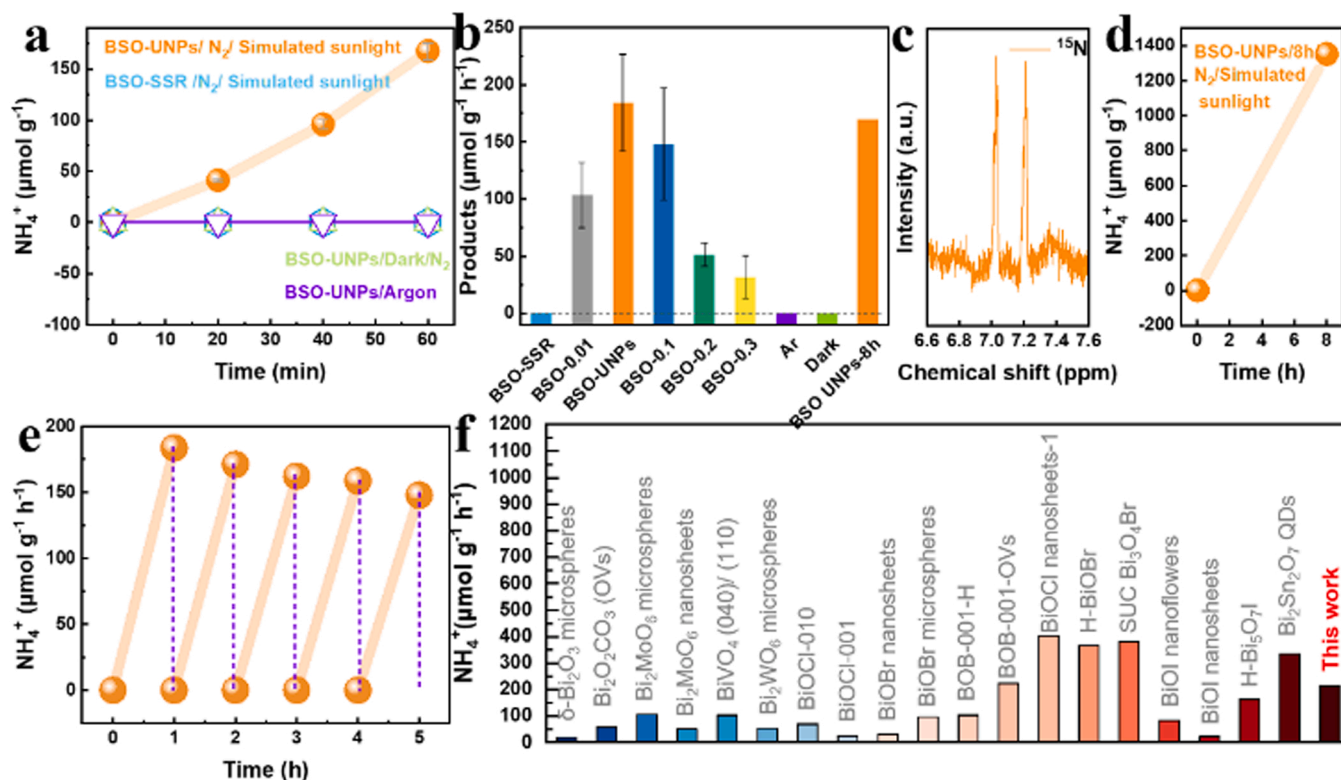 a
BSO-UNPs/ N₂/ Simulated sunlight
BSO-SSR /N₂/ Simulated sunlight
BSO-UNPs/Dark/N₂
BSO-UNPs/Argon
NH₄⁺ (μmol g⁻¹)
150
100
50
0
-50
-100
0 10 20 30 40 50 60
Time (min)
b
Products (μmol g⁻¹ h⁻¹)
250
200
150
100
50
0
BSO-SSR
BSO-0.01
BSO-UNPs
BSO-0.1
BSO-0.2
BSO-0.3
Ar
Dark
BSO UNPs-8h
c
¹⁵N
Intensity (a.u.)
6.6 6.8 7.0 7.2 7.4 7.6
Chemical shift (ppm)
d
BSO-UNPs/8h
N₂/Simulated
sunlight
NH₄⁺ (μmol g⁻¹)
1400
1200
1000
800
600
400
200
0
-200
0 2 4 6 8
Time (h)
e
NH₄⁺ (μmol g⁻¹ h⁻¹)
200
150
100
50
0
0 1 2 3 4 5
Time (h)
f
NH₄⁺(μmol g⁻¹ h⁻¹)
1200
1100
1000
900
800
700
600
500
400
300
200
100
0
δ-Bi₂O₃ microspheres
Bi₂O₂CO₃ (OVs)
Bi₂MoO₆ microspheres
Bi₂MoO₆ nanosheets
BiVO₄ (040)/ (110)
Bi₂WO₆ microspheres
BiOCl-010
BiOCl-001
BiOBr nanosheets
BiOBr microspheres
BOB-001-H
BOB-001-OVs
BiOCl nanosheets-1
H-BiOBr
SUC Bi₃O₄Br
BiOI nanoflowers
BiOI nanosheets
H-Bi₅O₇I
Bi₂Sn₂O₇ QDs
This work